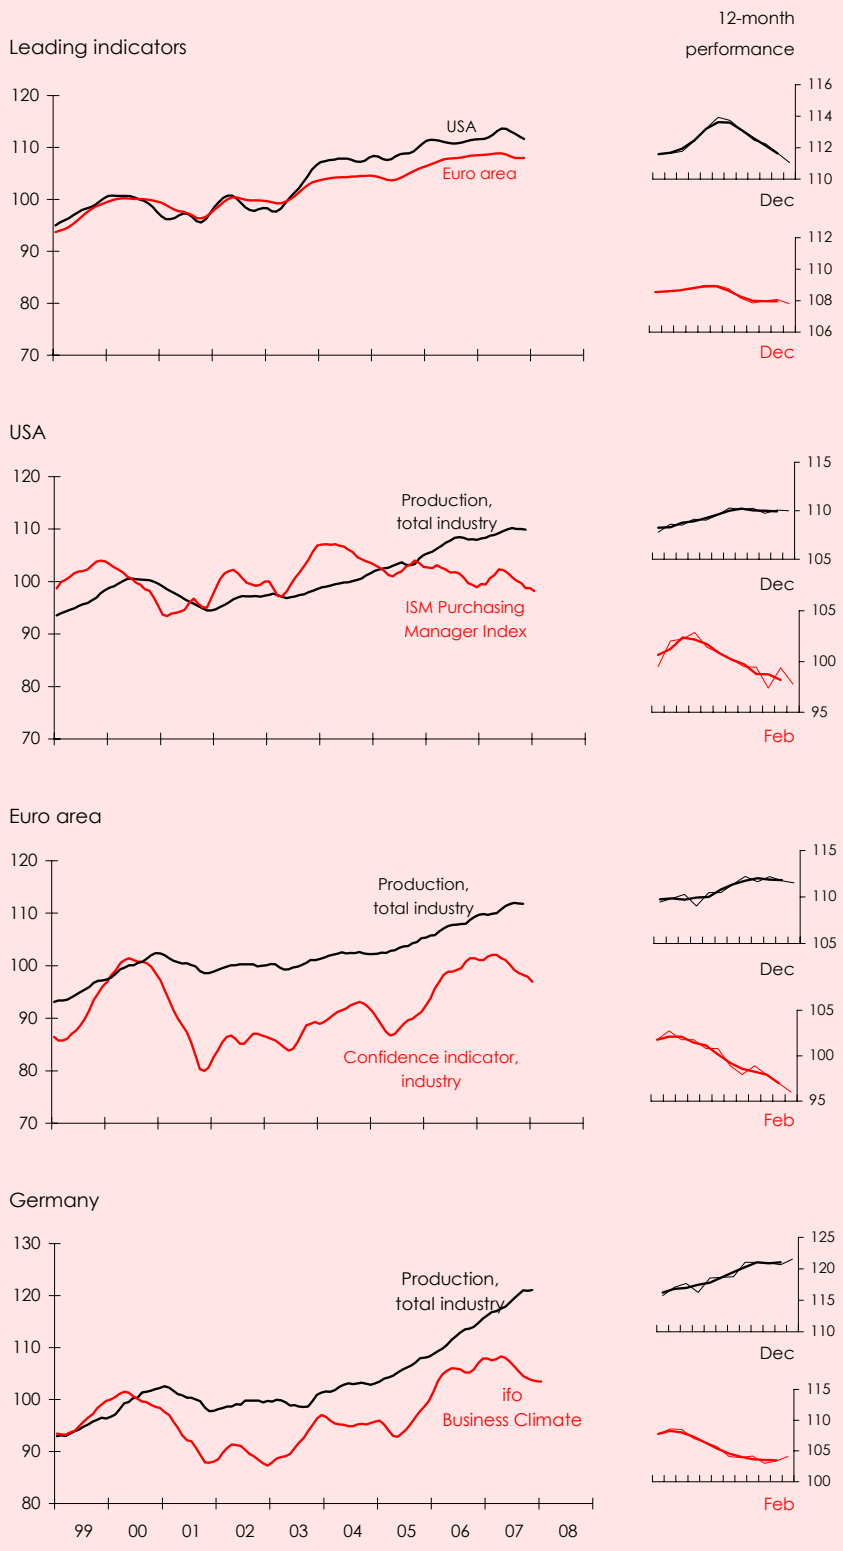 12-month
performance
Leading indicators
120
110
100
90
80
70
USA
Euro area
116
114
112
110
Dec
112
110
108
106
Dec
USA
120
110
100
90
80
70
Production,
total industry
ISM Purchasing
Manager Index
115
110
105
Dec
105
100
95
Feb
Euro area
120
110
100
90
80
70
Production,
total industry
Confidence indicator,
industry
115
110
105
Dec
105
100
95
Feb
Germany
130
120
110
100
90
80
Production,
total industry
ifo
Business Climate
99 00 01 02 03 04 05 06 07 08
125
120
115
110
Dec
115
110
105
100
Feb